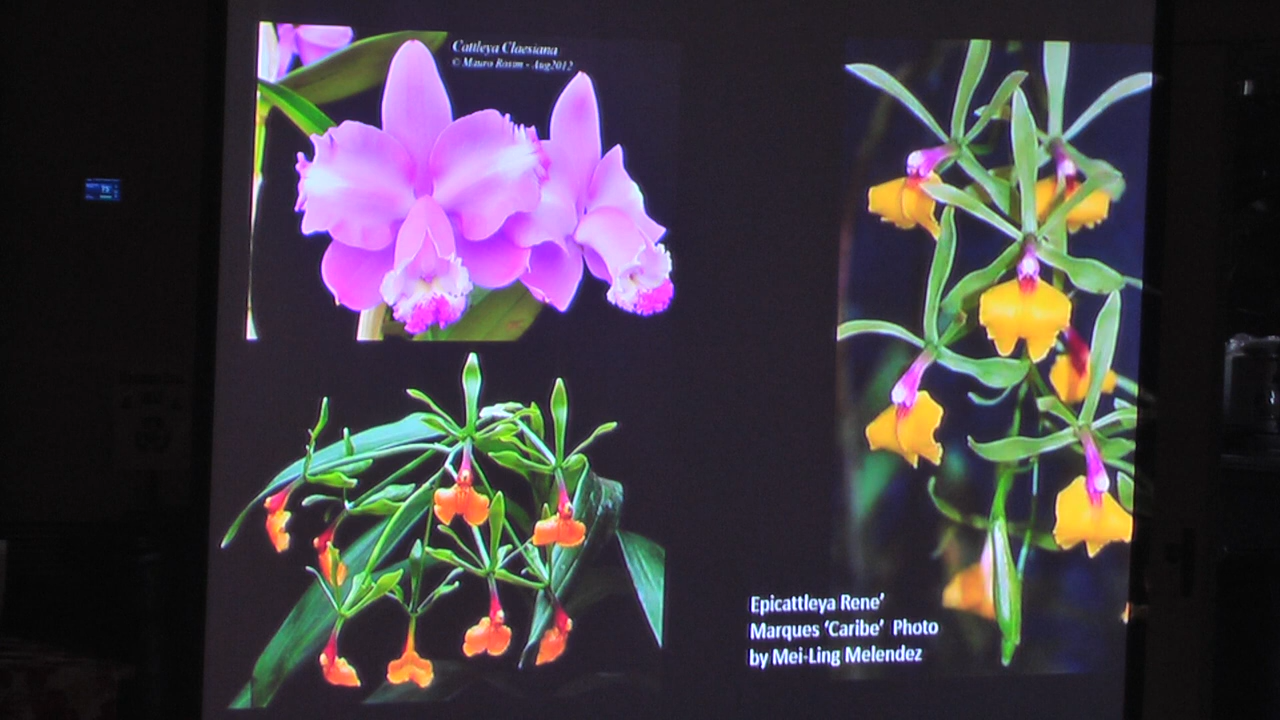 Cattleya Claesiana
© Mauro Rosim - Aug2012
Epicattleya Rene’
Marques ‘Caribe’ Photo
by Mei-Ling Melendez